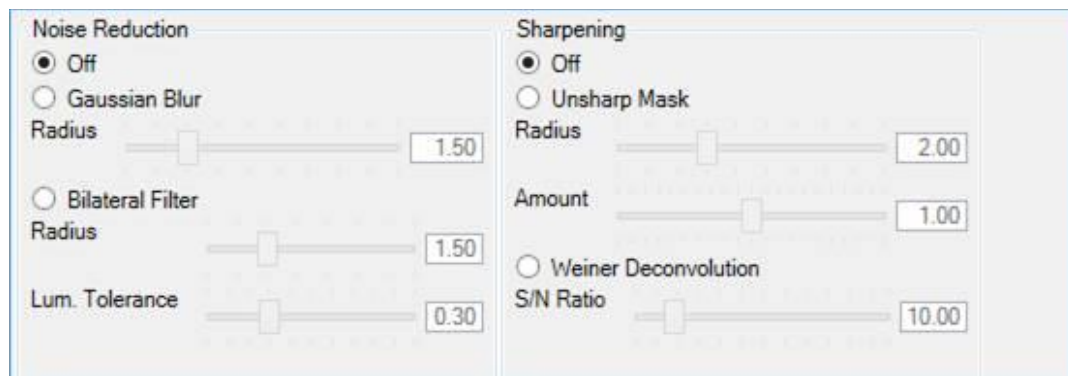 Noise Reduction
Off
Gaussian Blur
Radius
1.50
Bilateral Filter
Radius
1.50
Lum. Tolerance
0.30
Sharpening
Off
Unsharp Mask
Radius
2.00
Amount
1.00
Weiner Deconvolution
S/N Ratio
10.00